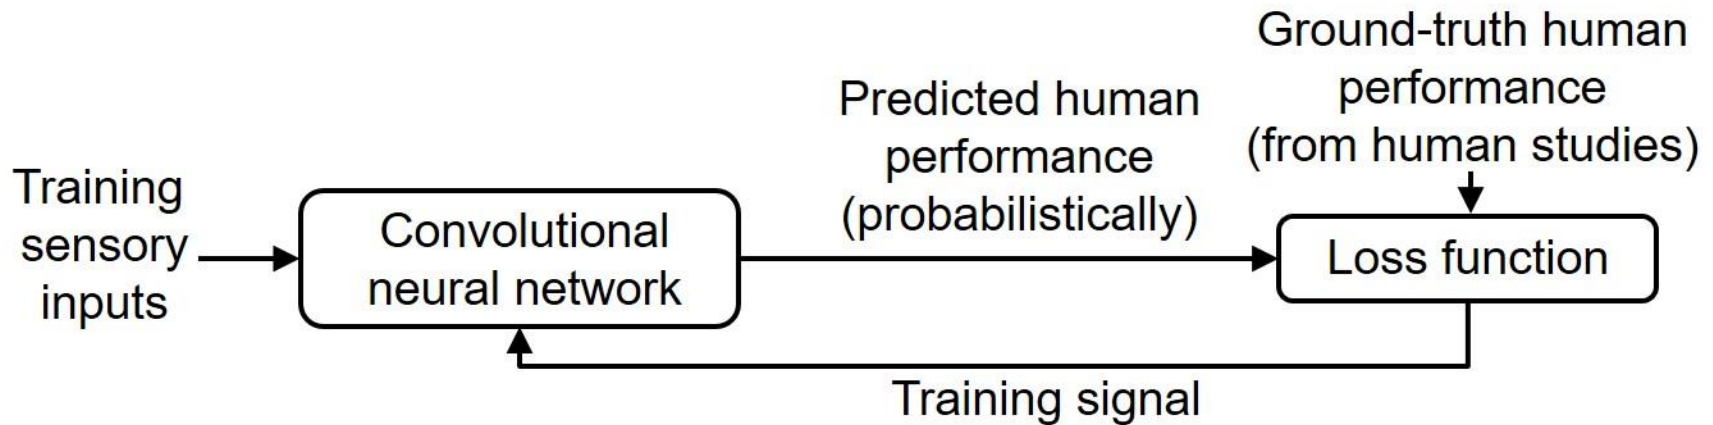 Training
sensory
inputs
Convolutional
neural network
Predicted human
performance
(probabilistically)
Ground-truth human
performance
(from human studies)
Loss function
Training signal